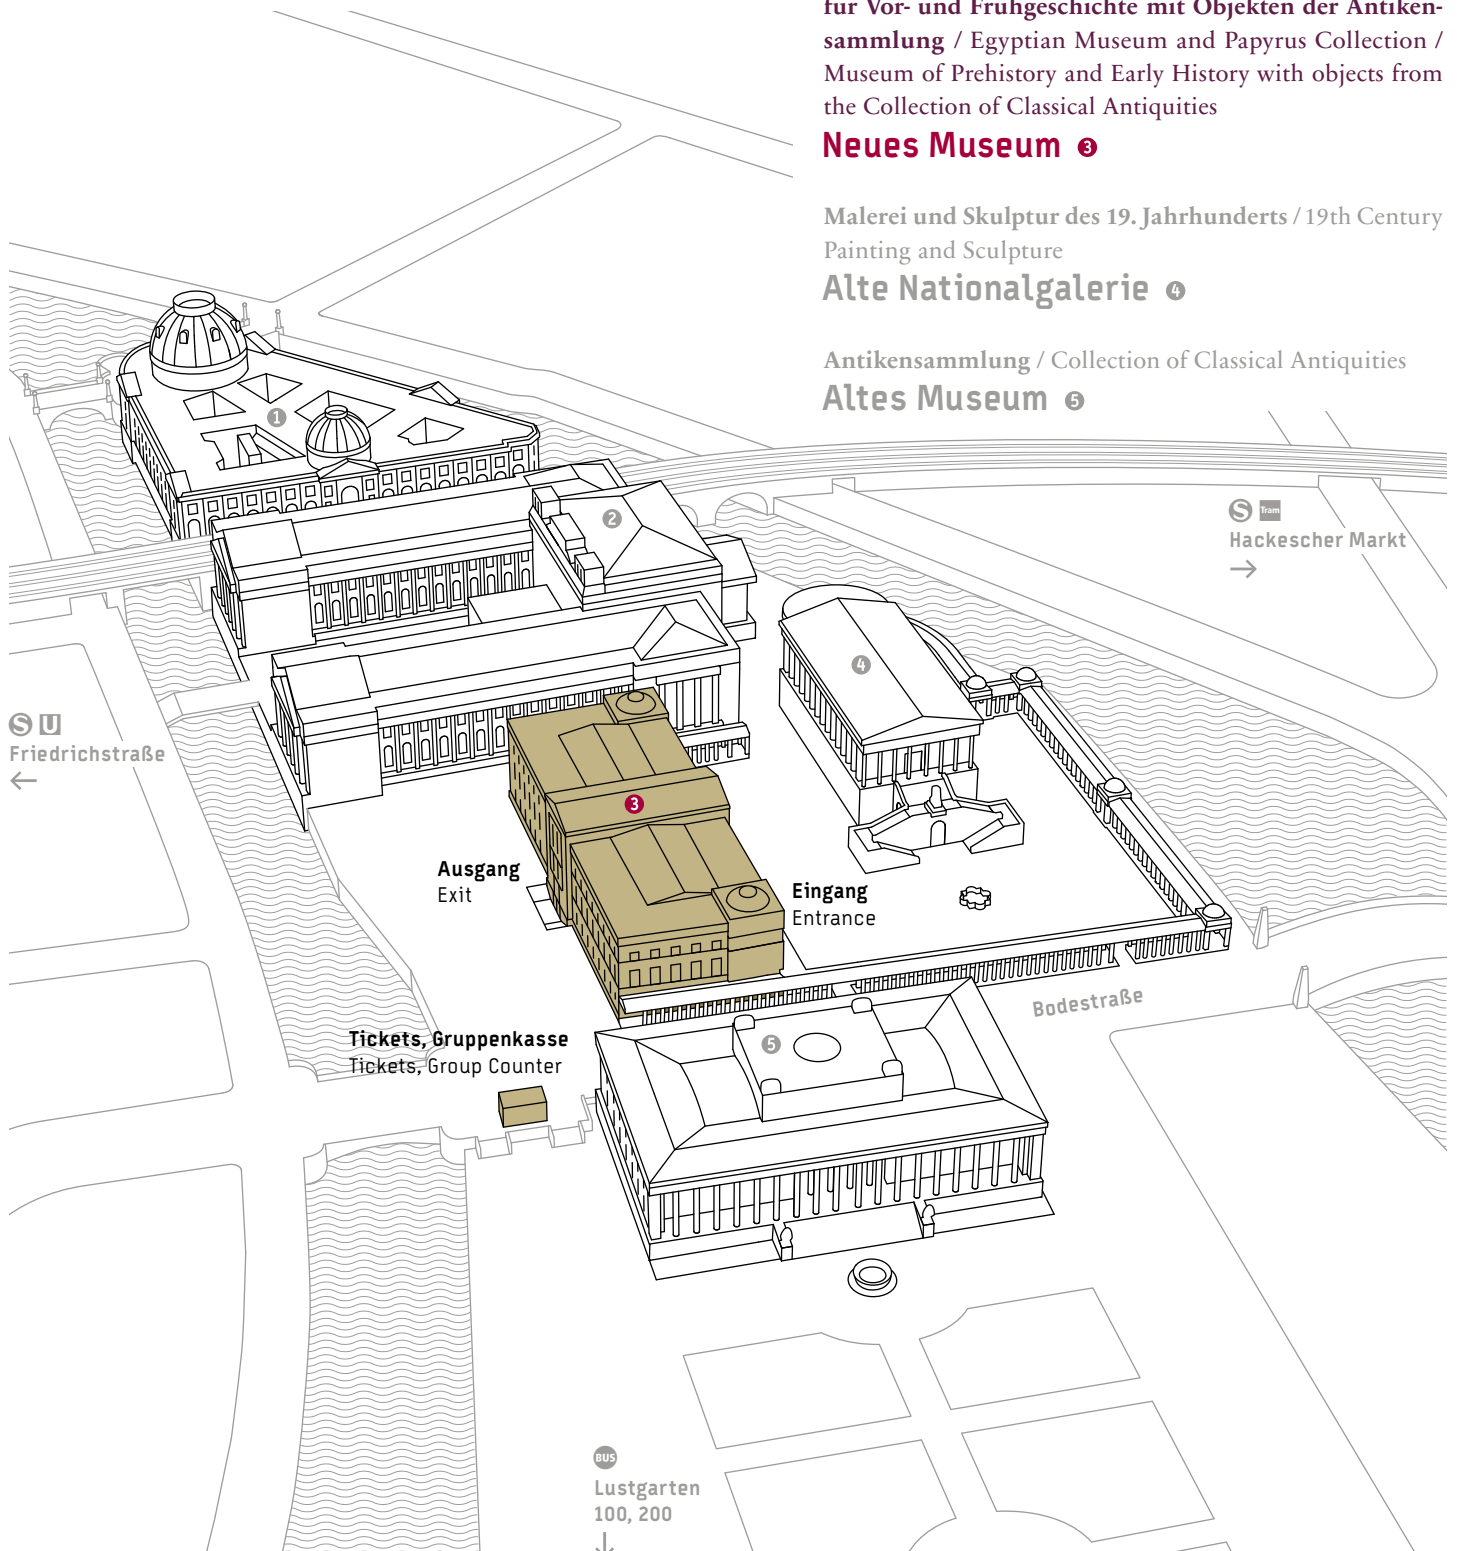 für Vor- und Frühgeschichte mit Objekten der Antiken-
sammlung / Egyptian Museum and Papyrus Collection /
Museum of Prehistory and Early History with objects from
the Collection of Classical Antiquities
Neues Museum 3
Malerei und Skulptur des 19. Jahrhunderts / 19th Century
Painting and Sculpture
Alte Nationalgalerie 4
Antikensammlung / Collection of Classical Antiquities
Altes Museum 5
1
2
S Tram
Hackescher Markt
→
4
S U
Friedrichstraße
←
3
Ausgang
Exit
Eingang
Entrance
Bodestraße
Tickets, Gruppenkasse
Tickets, Group Counter
5
BUS
Lustgarten
100, 200
↓